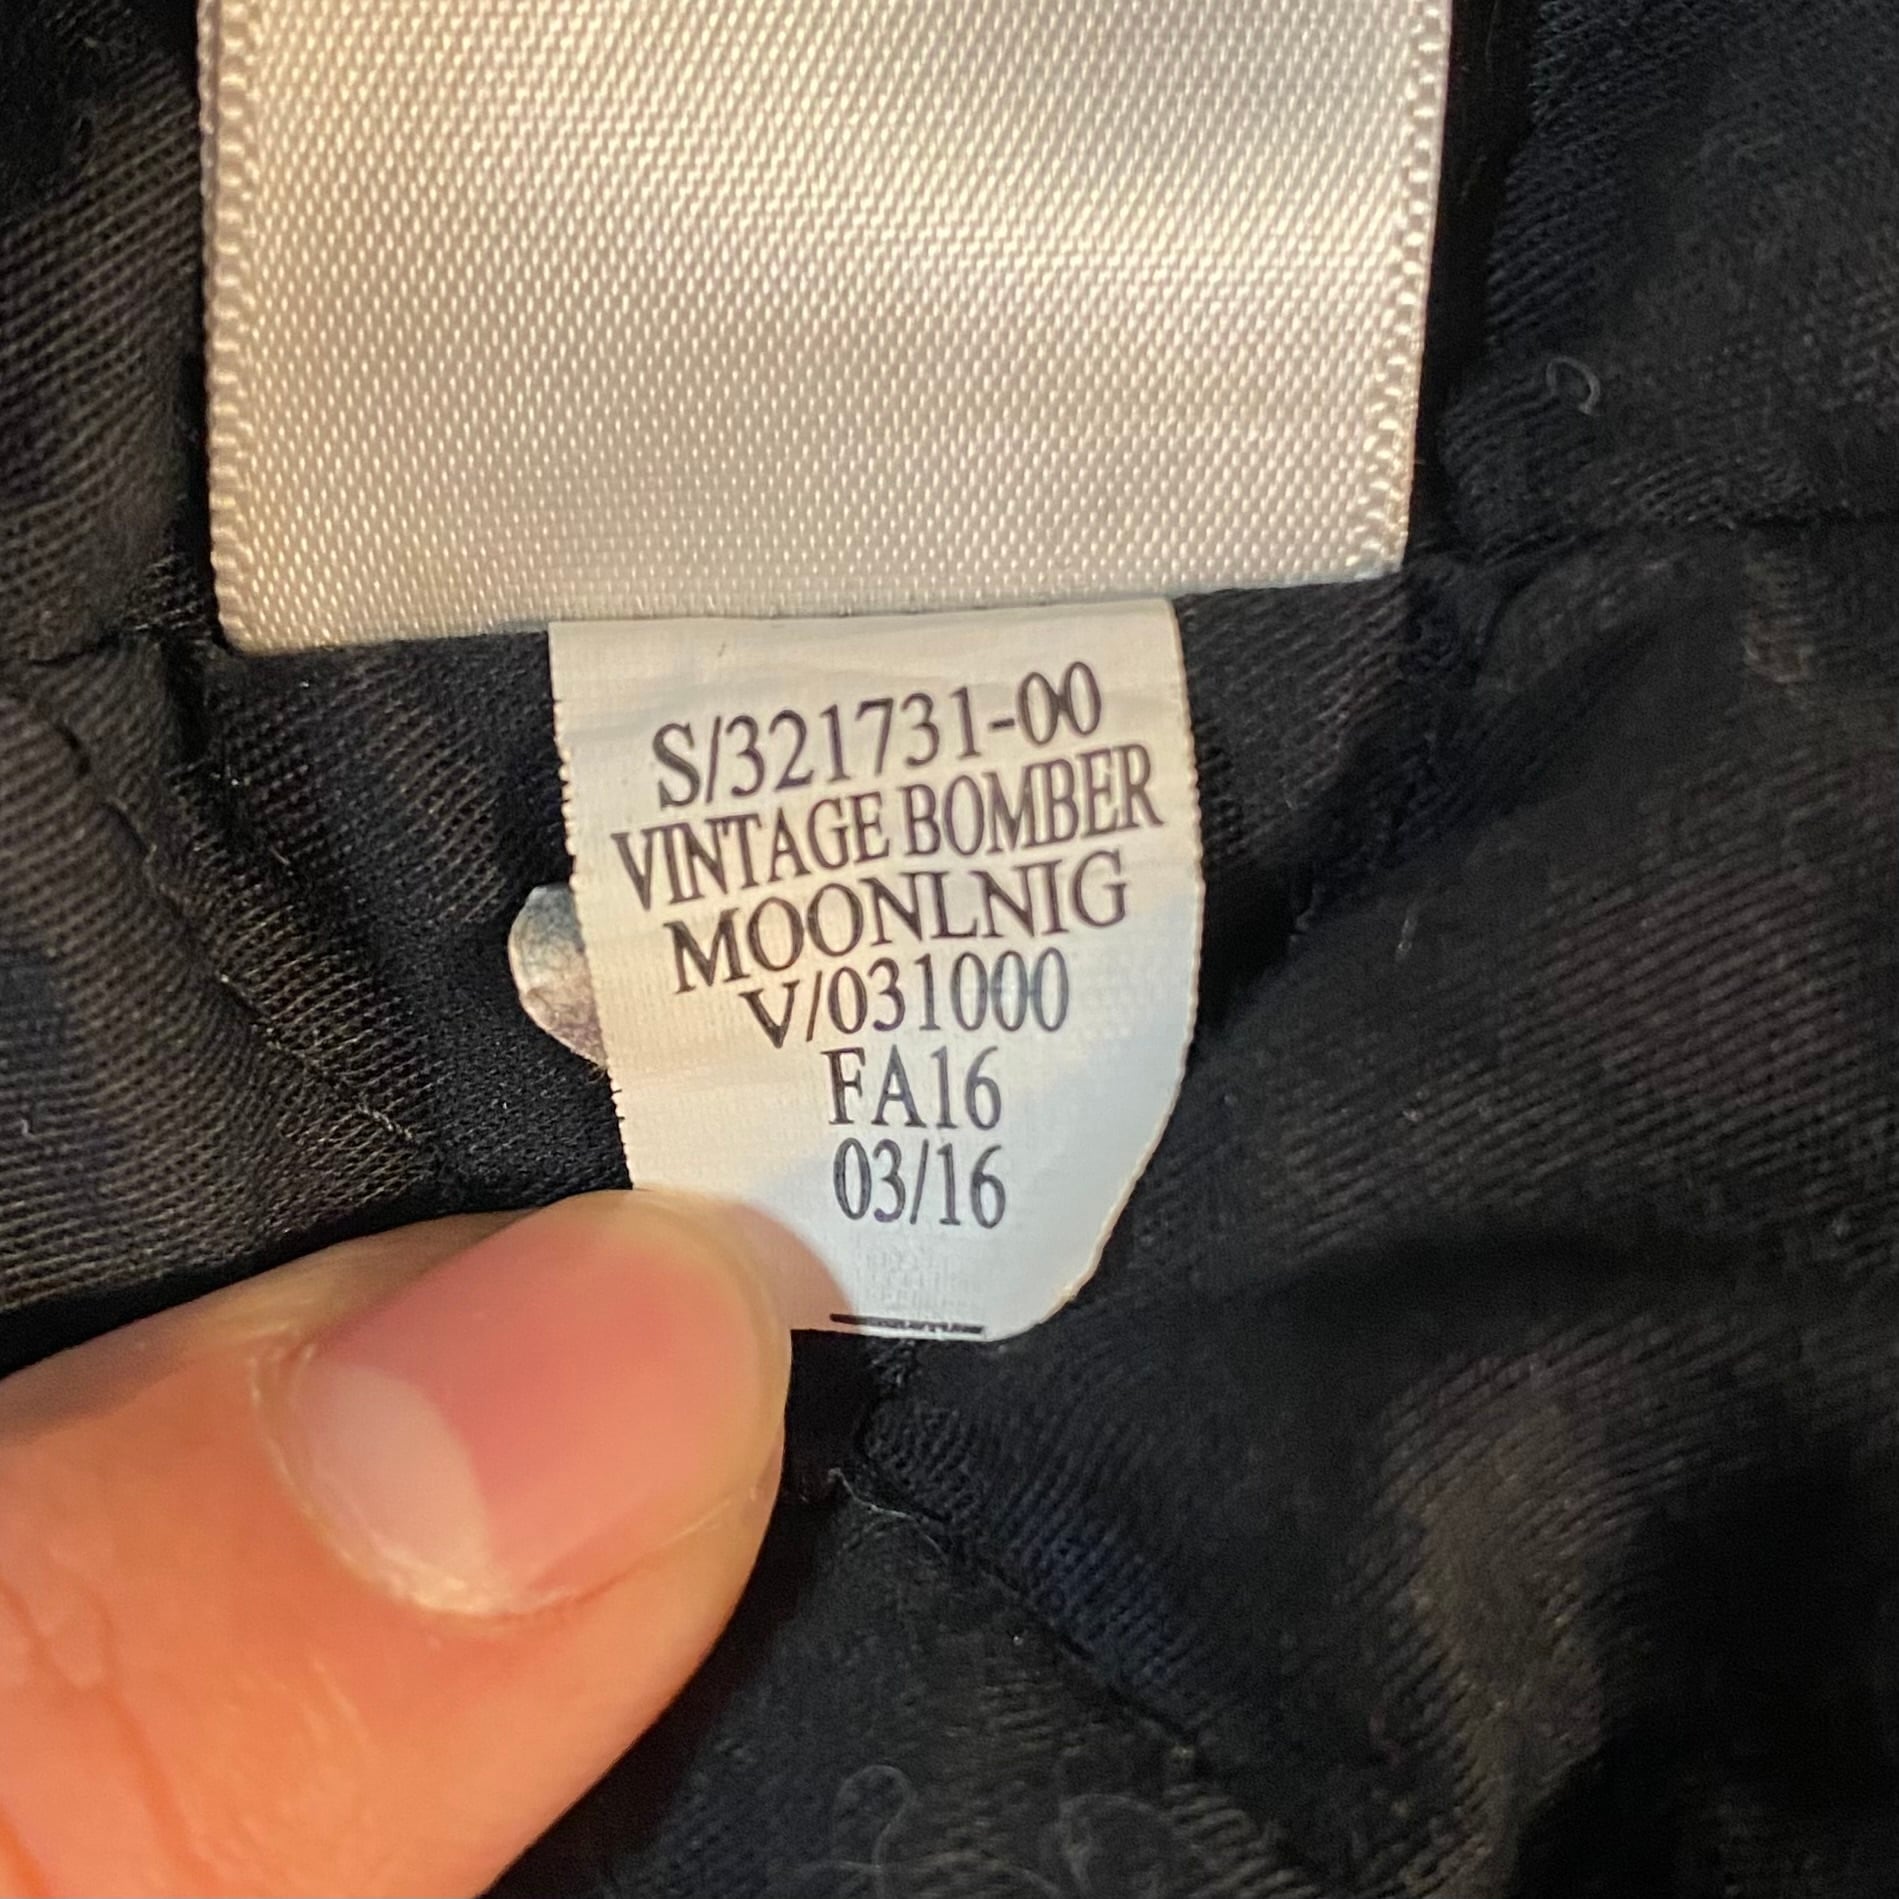 S/321731-00
VINTAGE BOMBER
MOONLNIG
V/031000
FA16
03/16